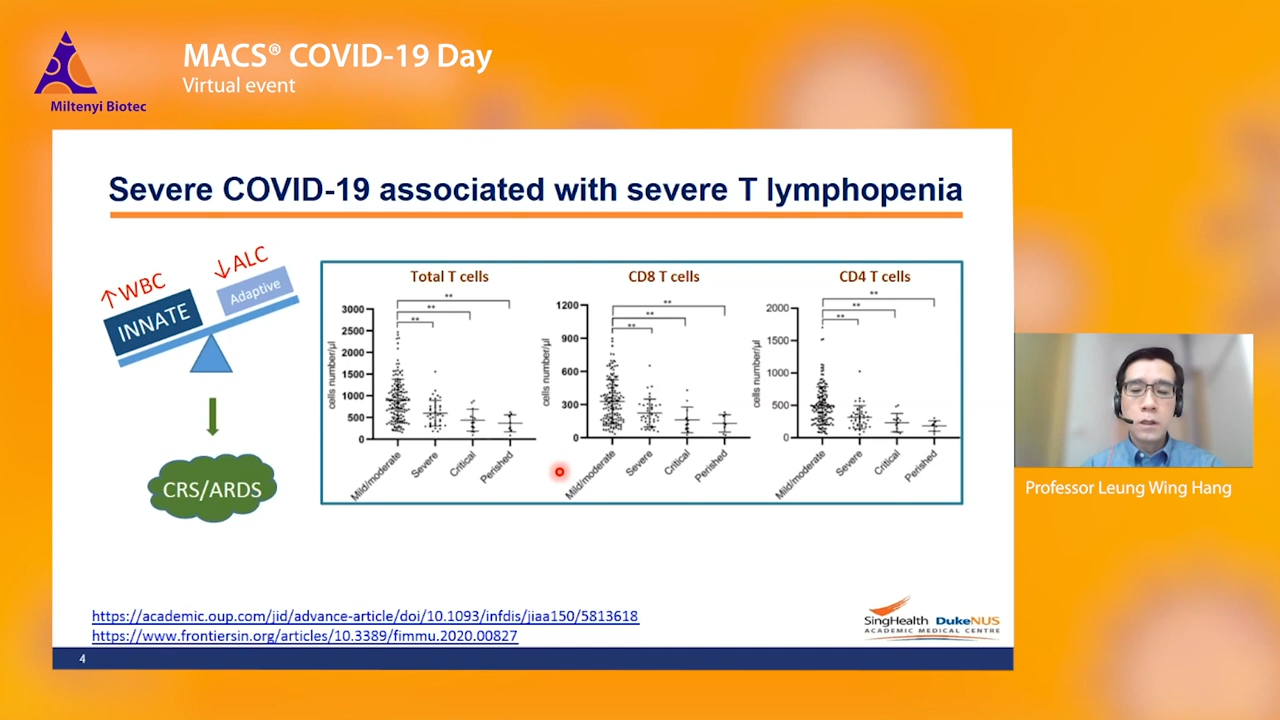 MACS® COVID-19 Day
Virtual event
Miltenyi Biotec
Severe COVID-19 associated with severe T lymphopenia
↑WBC
↓ALC
INNATE
Adaptive
CRS/ARDS
Total T cells
**
**
**
3000
2500
2000
1500
1000
500
0
cells number/µl
Mild/moderate
Severe
Critical
Perished
CD8 T cells
**
**
**
1200
900
600
300
0
cells number/µl
Mild/moderate
Severe
Critical
Perished
CD4 T cells
**
**
**
2000
1500
1000
500
0
cells number/µl
Mild/moderate
Severe
Critical
Perished
Professor Leung Wing Hang
https://academic.oup.com/jid/advance-article/doi/10.1093/infdis/jiaa150/5813618
https://www.frontiersin.org/articles/10.3389/fimmu.2020.00827
SingHealth DukeNUS
ACADEMIC MEDICAL CENTRE
4